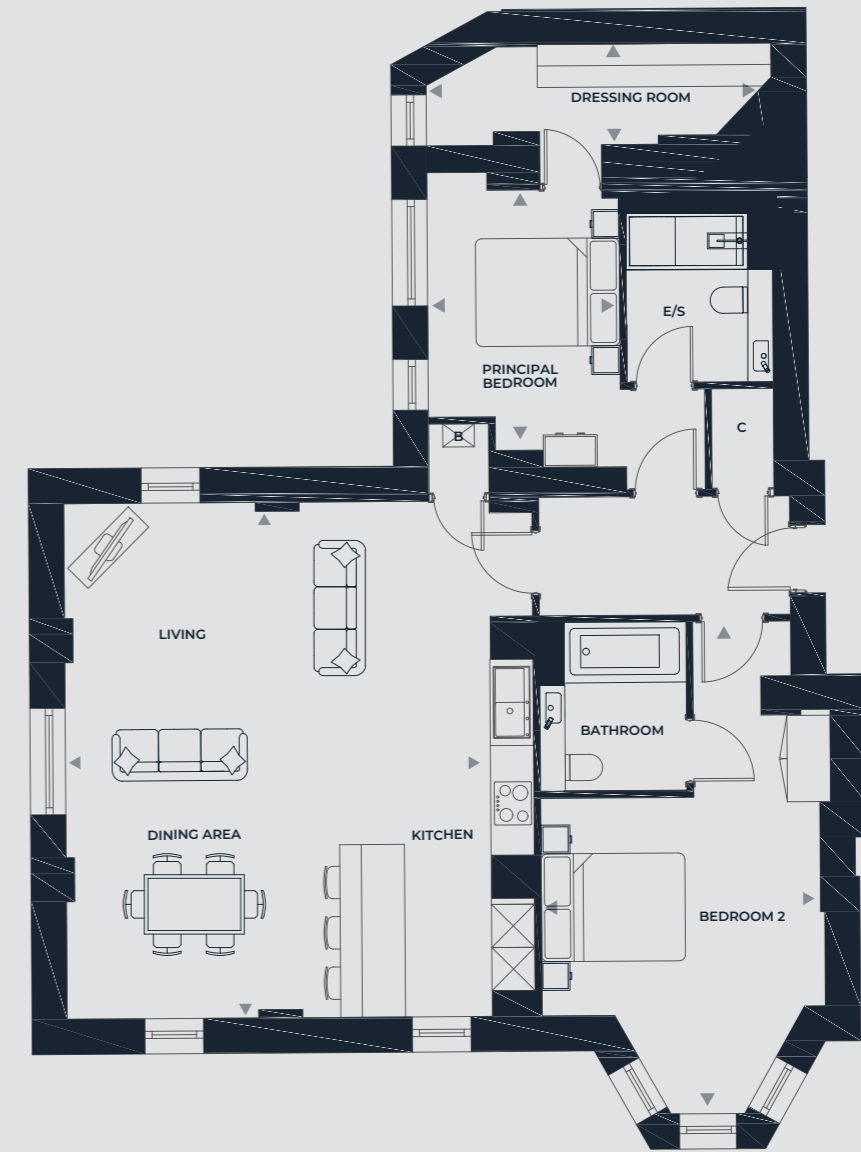 DRESSING ROOM
E/S
PRINCIPAL
BEDROOM
C
B
LIVING
BATHROOM
DINING AREA
KITCHEN
BEDROOM 2